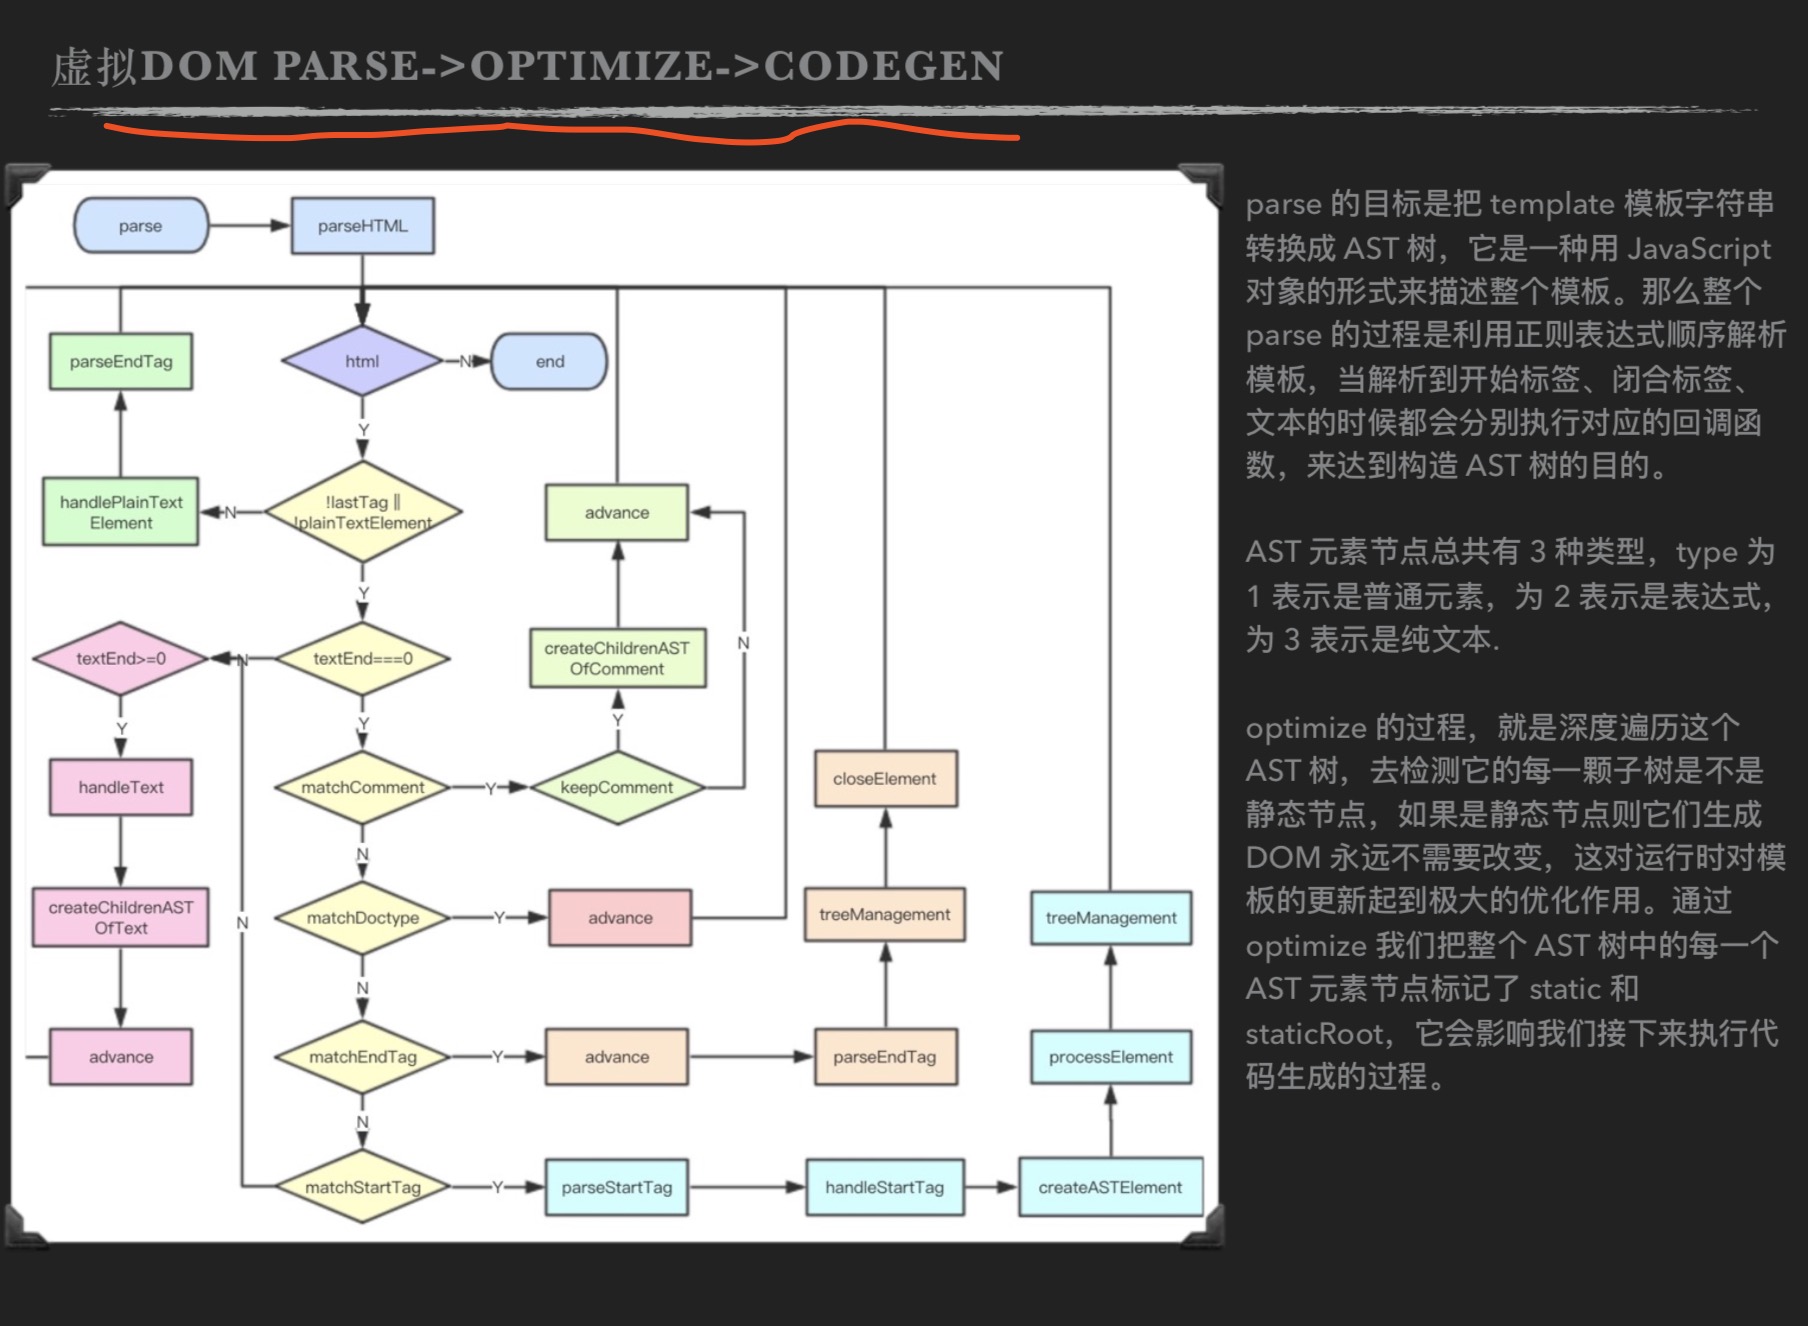 虚拟DOM PARSE->OPTIMIZE->CODEGEN
parse
parseHTML
parseEndTag
html
N
end
Y
handlePlainText
Element
N
!lastTag ||
!plainTextElement
advance
Y
textEnd>=0
N
textEnd===0
createChildrenAST
OfComment
N
Y
Y
Y
handleText
matchComment
Y
keepComment
closeElement
N
createChildrenAST
OfText
N
matchDoctype
Y
advance
treeManagement
treeManagement
N
advance
matchEndTag
Y
advance
parseEndTag
processElement
N
matchStartTag
Y
parseStartTag
handleStartTag
createASTElement
parse 的目标是把 template 模板字符串
转换成 AST 树，它是一种用 JavaScript
对象的形式来描述整个模板。那么整个
parse 的过程是利用正则表达式顺序解析
模板，当解析到开始标签、闭合标签、
文本的时候都会分别执行对应的回调函
数，来达到构造 AST 树的目的。
AST 元素节点总共有 3 种类型，type 为
1 表示是普通元素，为 2 表示是表达式，
为 3 表示是纯文本.
optimize 的过程，就是深度遍历这个
AST 树，去检测它的每一颗子树是不是
静态节点，如果是静态节点则它们生成
DOM 永远不需要改变，这对运行时对模
板的更新起到极大的优化作用。通过
optimize 我们把整个 AST 树中的每一个
AST 元素节点标记了 static 和
staticRoot，它会影响我们接下来执行代
码生成的过程。